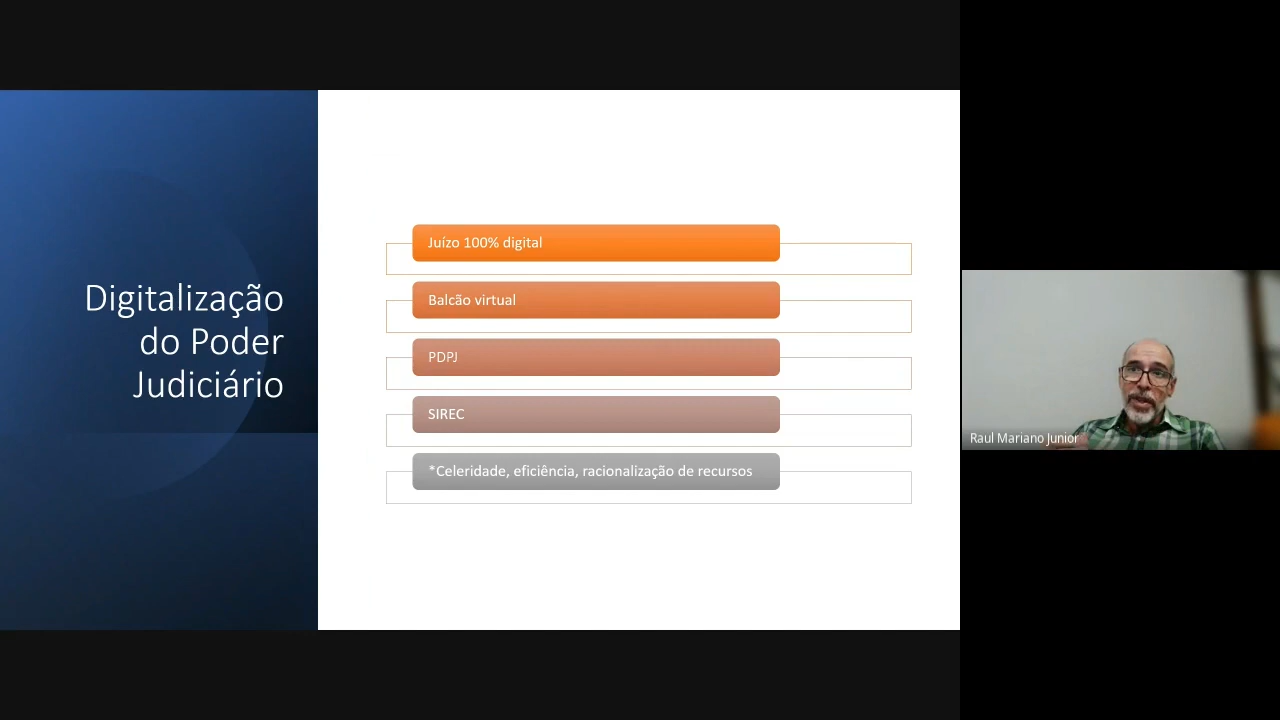 Digitalização
do Poder
Judiciário
Juízo 100% digital
Balcão virtual
PDPJ
SIREC
*Celeridade, eficiência, racionalização de recursos
Raul Mariano Junior